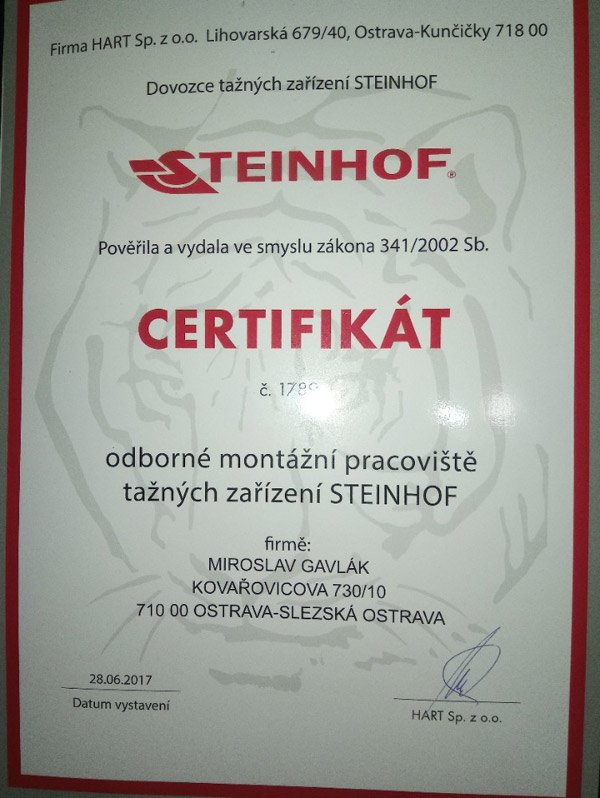 Firma HART Sp. z o.o. Lihovarská 679/40, Ostrava-Kunčičky 718 00
Dovozce tažných zařízení STEINHOF
STEINHOF®
Pověřila a vydala ve smyslu zákona 341/2002 Sb.
CERTIFIKÁT
č.
odborné montážní pracoviště
tažných zařízení STEINHOF
firmě:
MIROSLAV GAVLÁK
KOVAŘOVICOVA 730/10
710 00 OSTRAVA-SLEZSKÁ OSTRAVA
28.06.2017
Datum vystavení
HART Sp. z o.o.